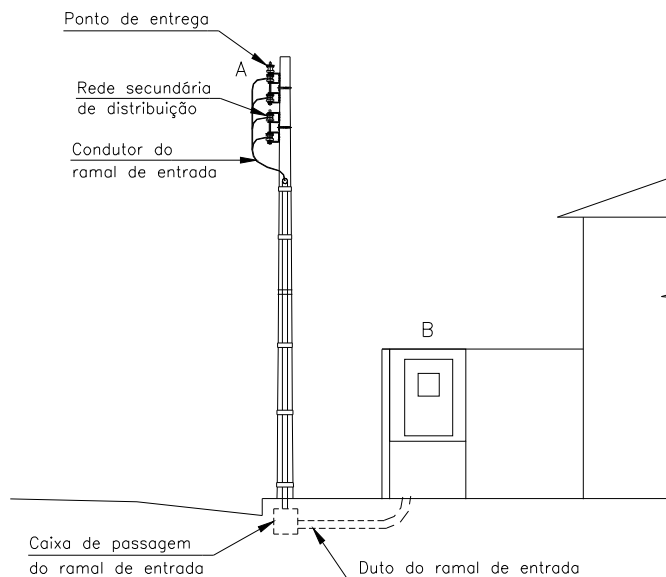 Ponto de entrega
A
Rede secundária
de distribuição
Condutor do
ramal de entrada
B
Caixa de passagem
do ramal de entrada
Duto do ramal de entrada